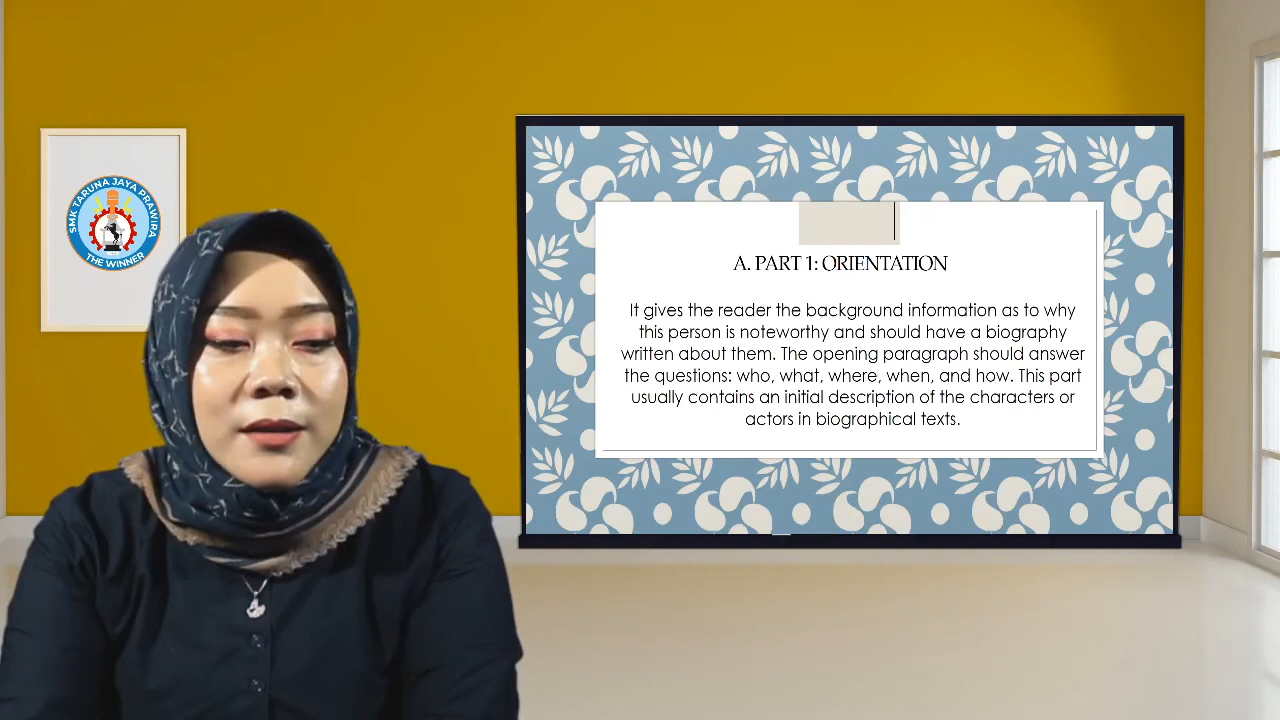 SMK TARUNA JAYA PRAWIRA
THE WINNER
A. PART 1: ORIENTATION
It gives the reader the background information as to why
this person is noteworthy and should have a biography
written about them. The opening paragraph should answer
the questions: who, what, where, when, and how. This part
usually contains an initial description of the characters or
actors in biographical texts.